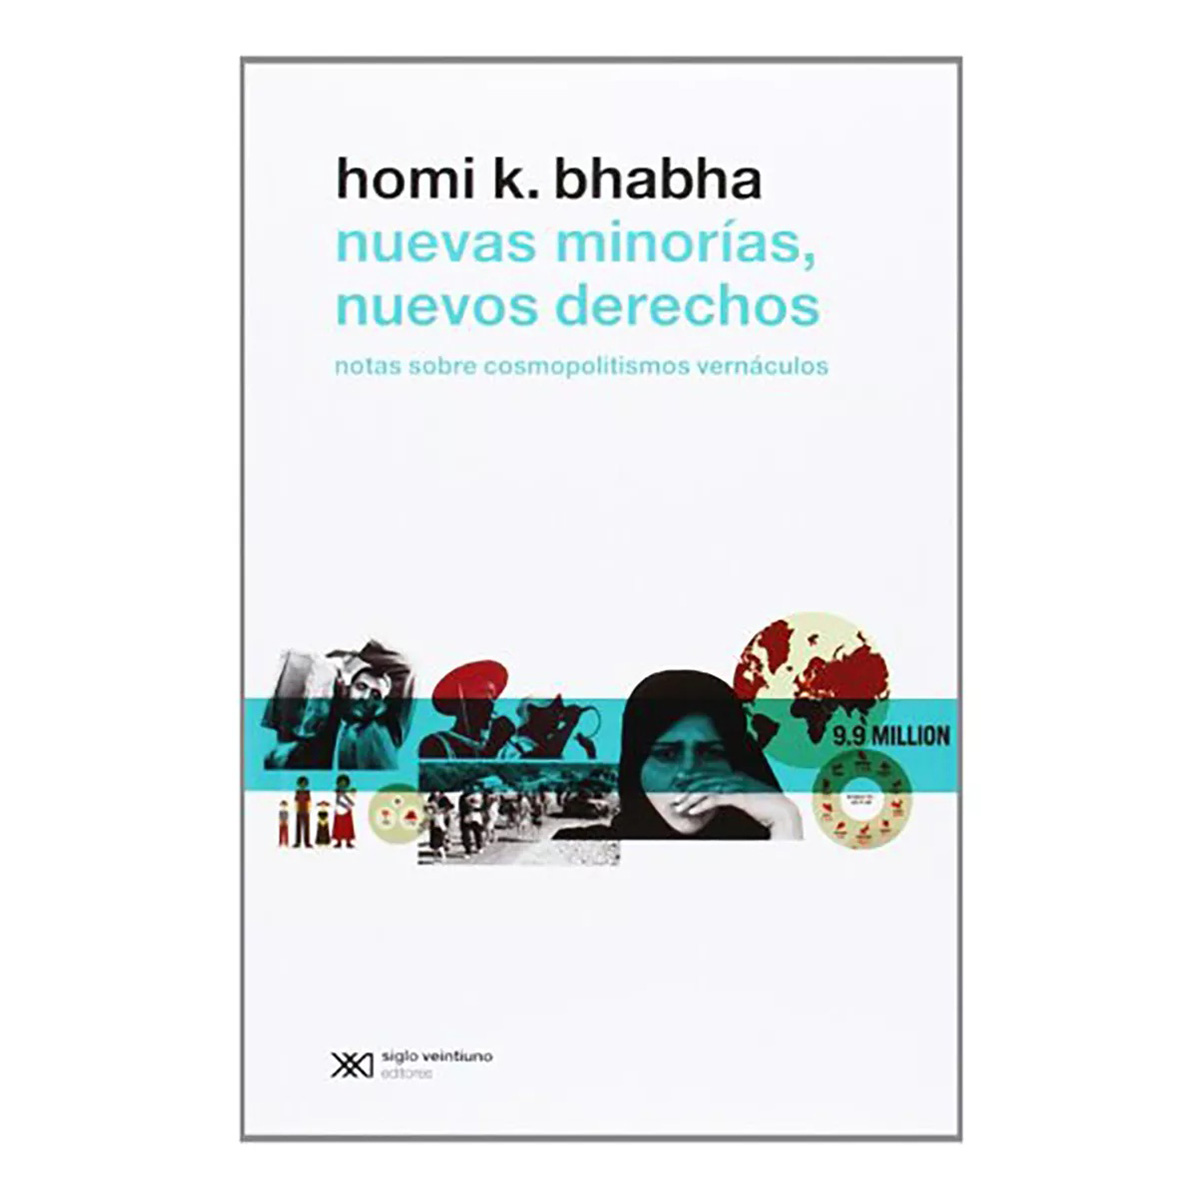 homi k. bhabha
nuevas minorías,
nuevos derechos
notas sobre cosmopolitismos vernáculos
9.9 MILLION
siglo veintiuno
editores